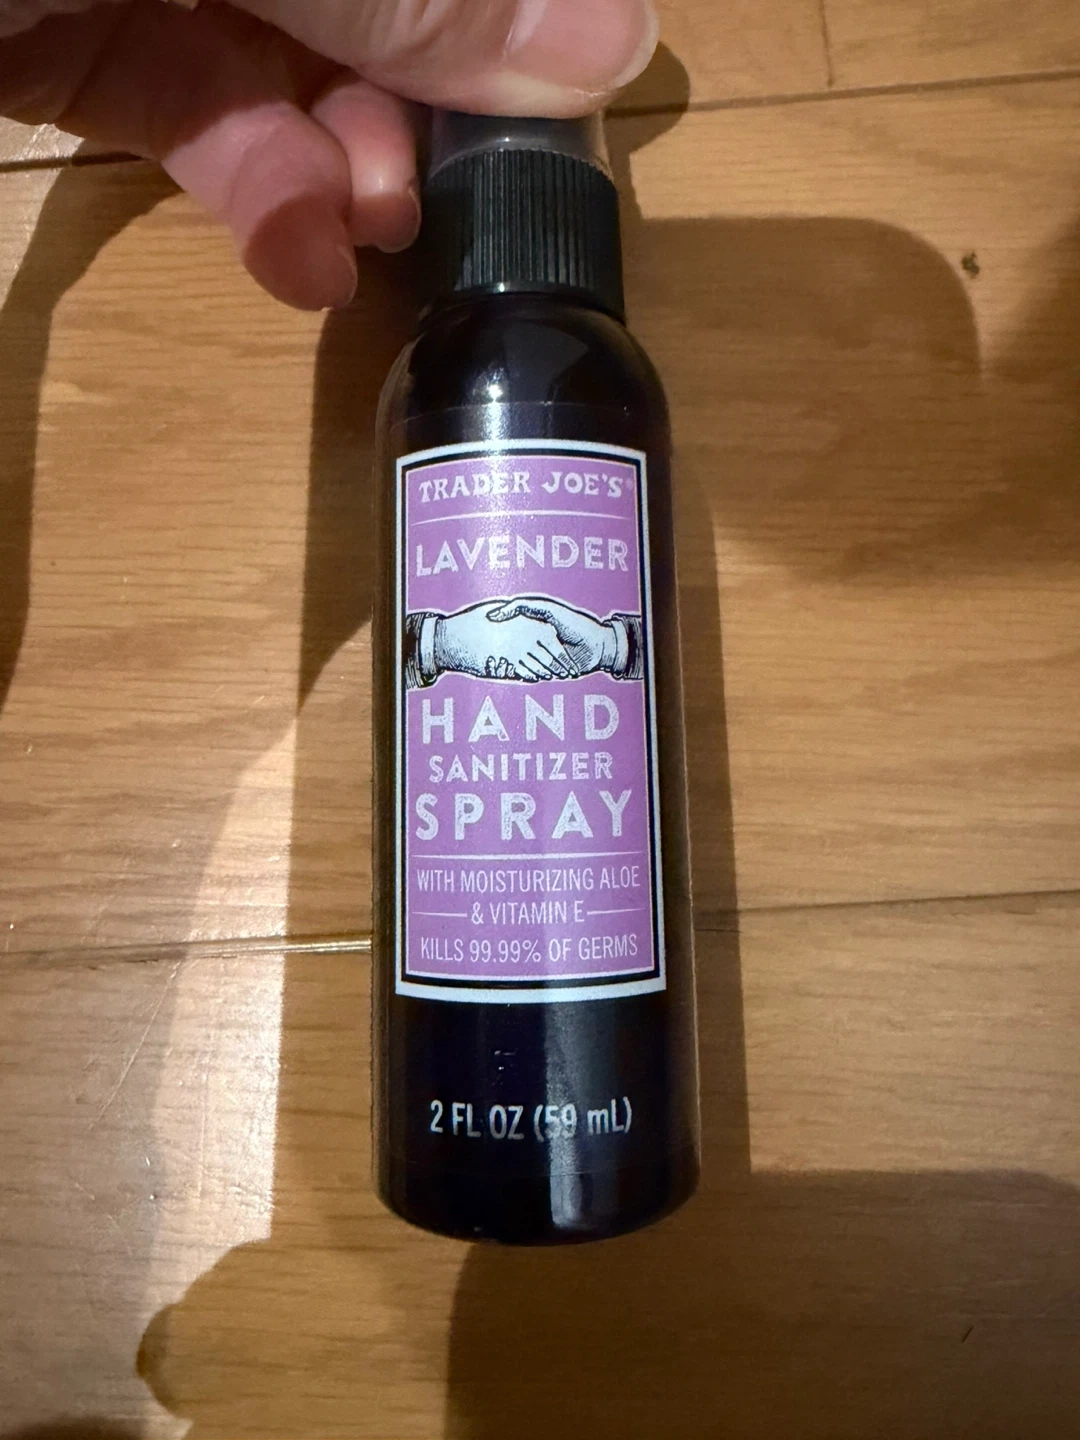 TRADER JOE'S®
LAVENDER
HAND
SANITIZER
SPRAY
WITH MOISTURIZING ALOE
& VITAMIN E
KILLS 99.99% OF GERMS
2 FL OZ (59 mL)